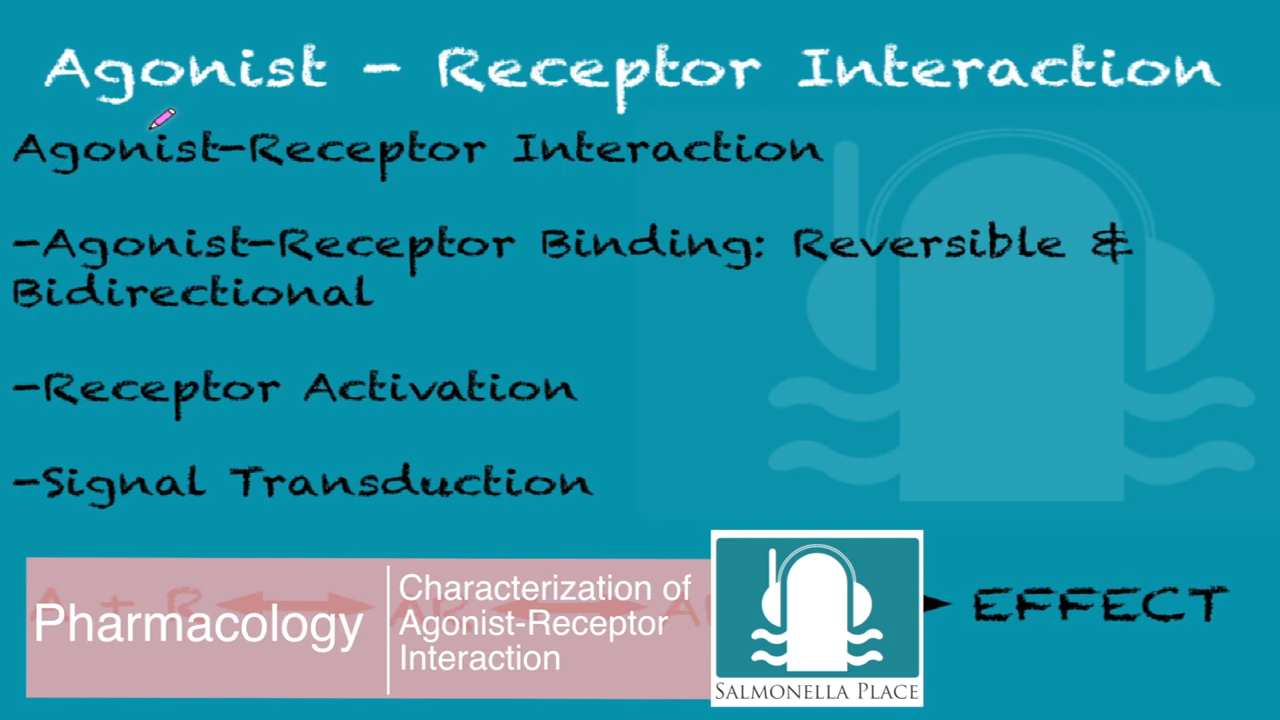 Agonist - Receptor Interaction
Agonist-Receptor Interaction
-Agonist-Receptor Binding: Reversible &
Bidirectional
-Receptor Activation
-Signal Transduction
A + R AR
EFFECT
Pharmacology
Characterization of
Agonist-Receptor
Interaction
SALMONELLA PLACE